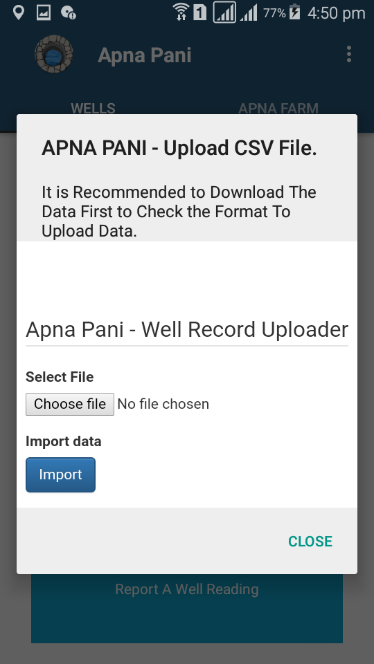 1
77%
4:50 pm
Apna Pani
WELLS
APNA FARM
APNA PANI - Upload CSV File.
It is Recommended to Download The
Data First to Check the Format To
Upload Data.
Apna Pani - Well Record Uploader
Select File
Choose file No file chosen
Import data
Import
CLOSE
Report A Well Reading